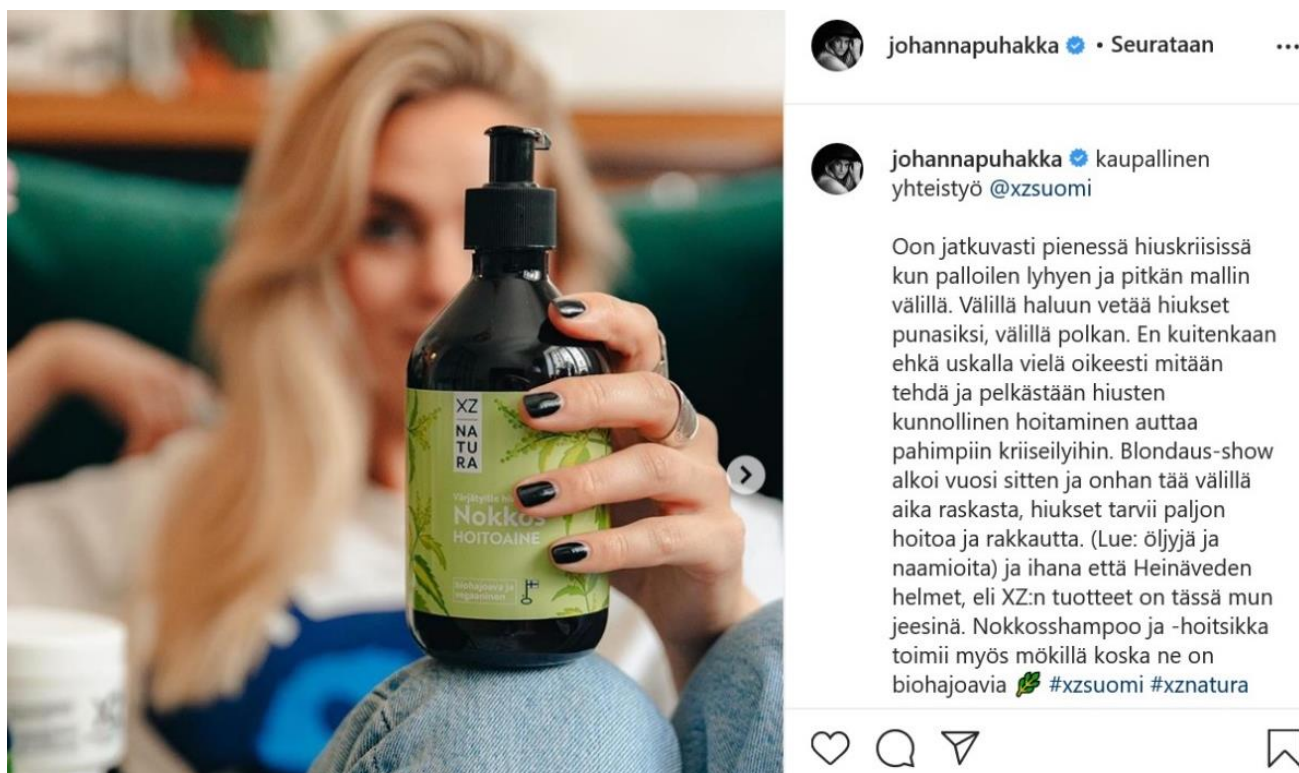 johannapuhakka • Seurataan
johannapuhakka kaupallinen
yhteistyö @xzsuomi
Oon jatkuvasti pienessä hiuskriisissä
kun palloilen lyhyen ja pitkän mallin
välillä. Välillä haluun vetää hiukset
punasiksi, välillä polkan. En kuitenkaan
ehkä uskalla vielä oikeesti mitään
tehdä ja pelkästään hiusten
kunnollinen hoitaminen auttaa
pahimpiin kriiseilyihin. Blondaus-show
alkoi vuosi sitten ja onhan tää välillä
aika raskasta, hiukset tarvii paljon
hoitoa ja rakkautta. (Lue: öljyjä ja
naamioita) ja ihana että Heinäveden
helmet, eli XZ:n tuotteet on tässä mun
jeesinä. Nokkosshampoo ja -hoitsikka
toimii myös mökillä koska ne on
biohajoavia 🌿 #xzsuomi #xznatura
XZ
NA
TU
RA
Värjätyille
Nokkos
HOITOAINE
biohajoava ja
vegaaninen